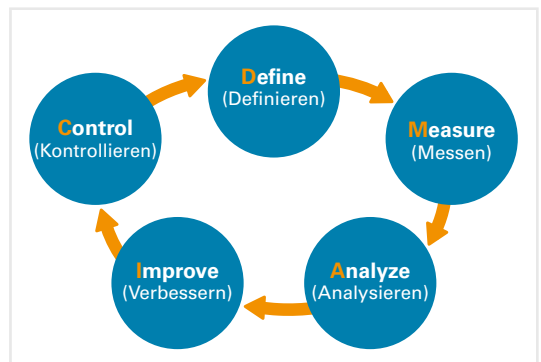 Define
(Definieren)
Measure
(Messen)
Analyze
(Analysieren)
Improve
(Verbessern)
Control
(Kontrollieren)